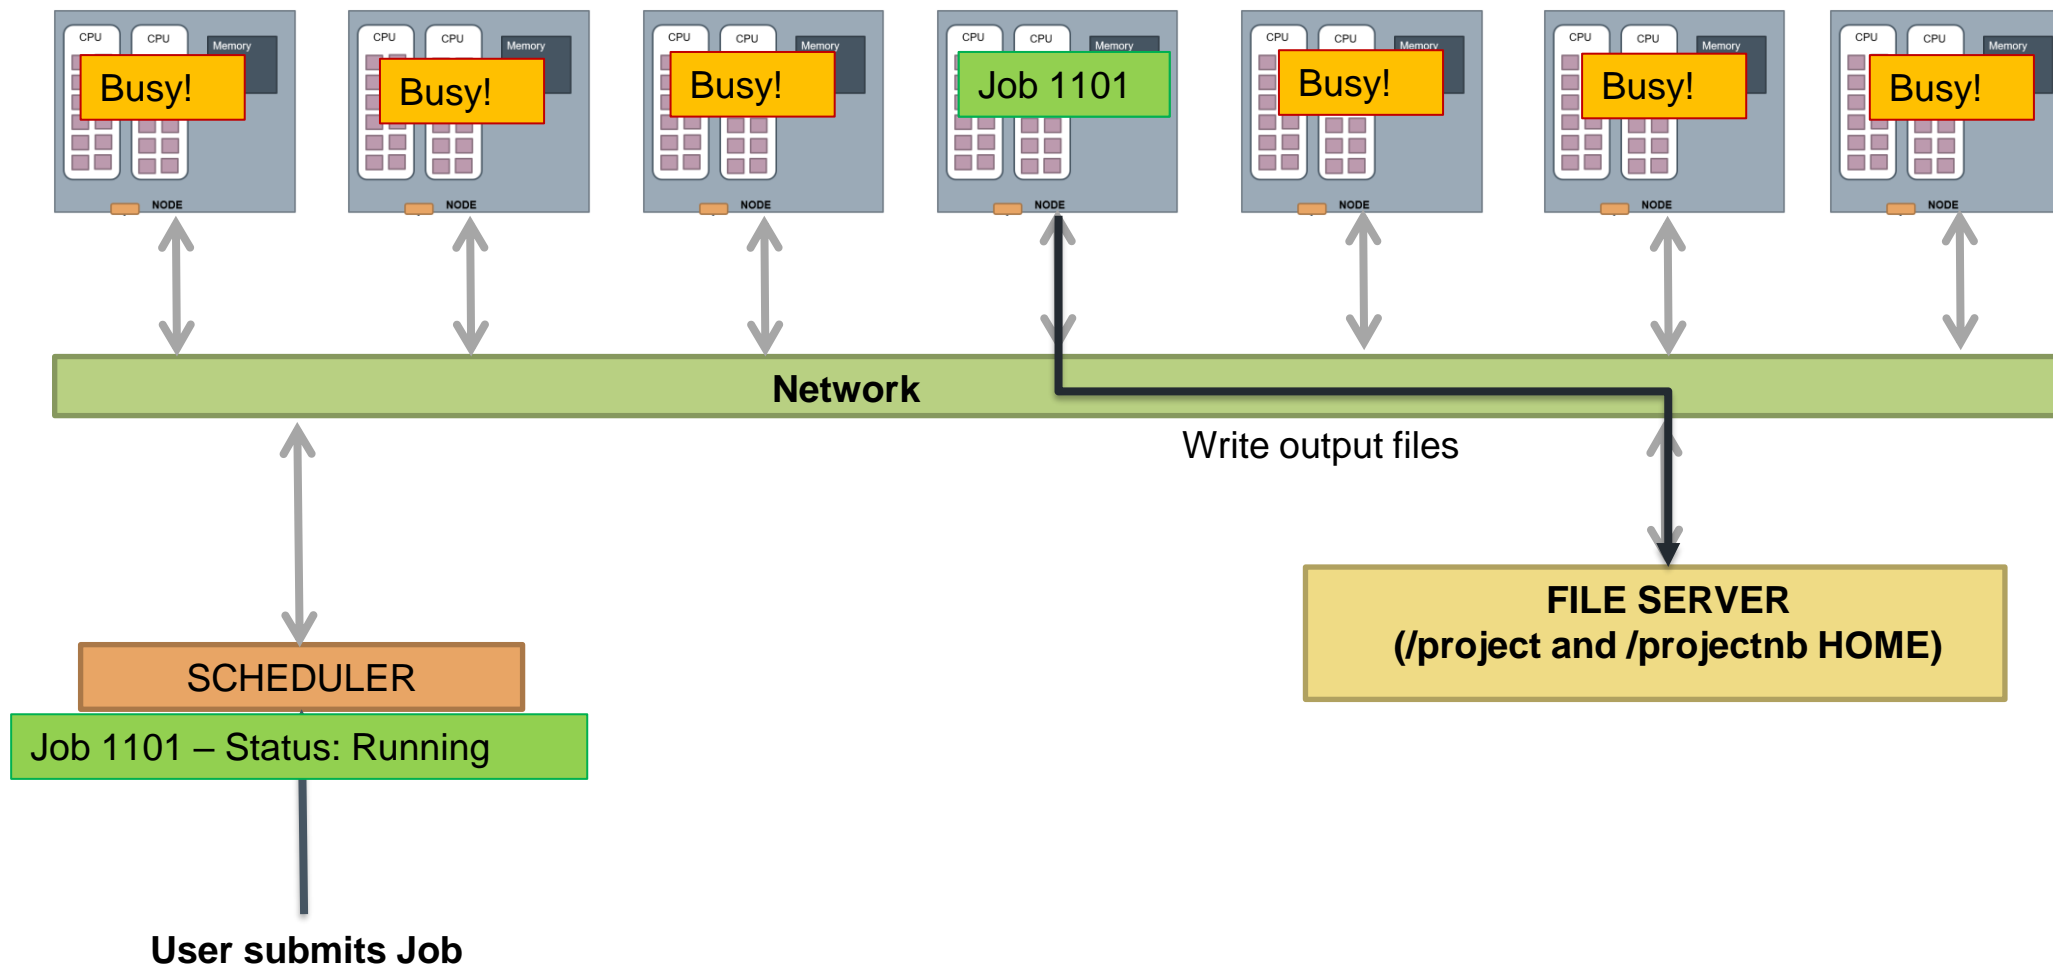 CPU CPU Memory
CPU CPU Memory
CPU CPU Memory
CPU CPU Memory
CPU CPU Memory
CPU CPU Memory
CPU CPU Memory
Busy!
Busy!
Busy!
Job 1101
Busy!
Busy!
Busy!
NODE
NODE
NODE
NODE
NODE
NODE
NODE
Network
Write output files
FILE SERVER
(/project and /projectnb HOME)
SCHEDULER
Job 1101 – Status: Running
User submits Job